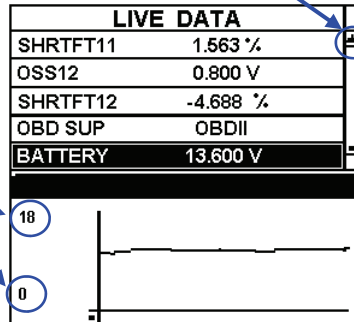 LIVE DATA
SHRTFT11 1.563 %
OSS12 0.800 V
SHRTFT12 -4.688 %
OBD SUP OBDII
BATTERY 13.600 V
18
0